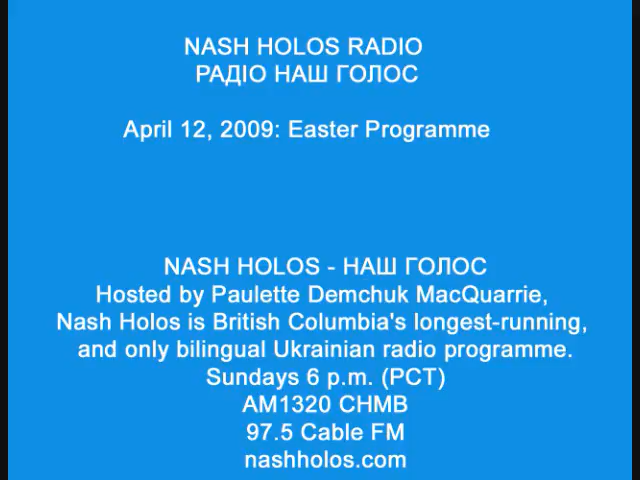 NASH HOLOS RADIO
РАДІО НАШ ГОЛОС
April 12, 2009: Easter Programme
NASH HOLOS - НАШ ГОЛОС
Hosted by Paulette Demchuk MacQuarrie,
Nash Holos is British Columbia's longest-running,
and only bilingual Ukrainian radio programme.
Sundays 6 p.m. (PCT)
AM1320 CHMB
97.5 Cable FM
nashholos.com